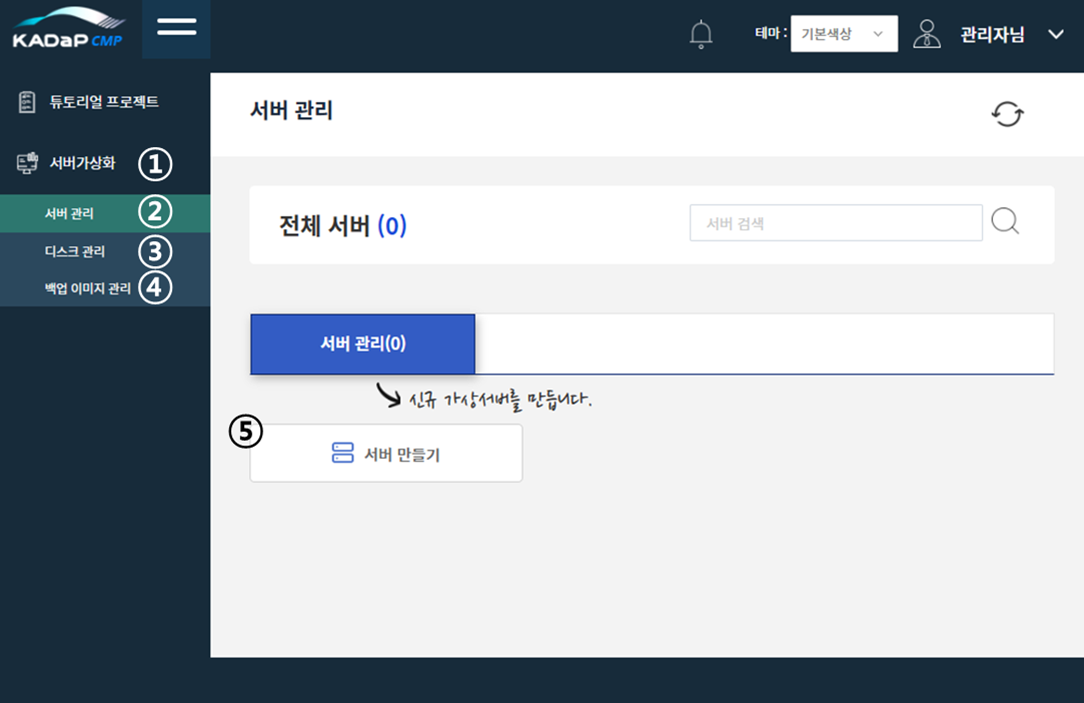 KADaP CMP
테마 : 기본색상 관리자님
튜토리얼 프로젝트
서버가상화 ①
서버 관리 ②
디스크 관리 ③
백업 이미지 관리 ④
서버 관리
전체 서버 (0)
서버 검색
서버 관리(0)
신규 가상서버를 만듭니다.
⑤
서버 만들기